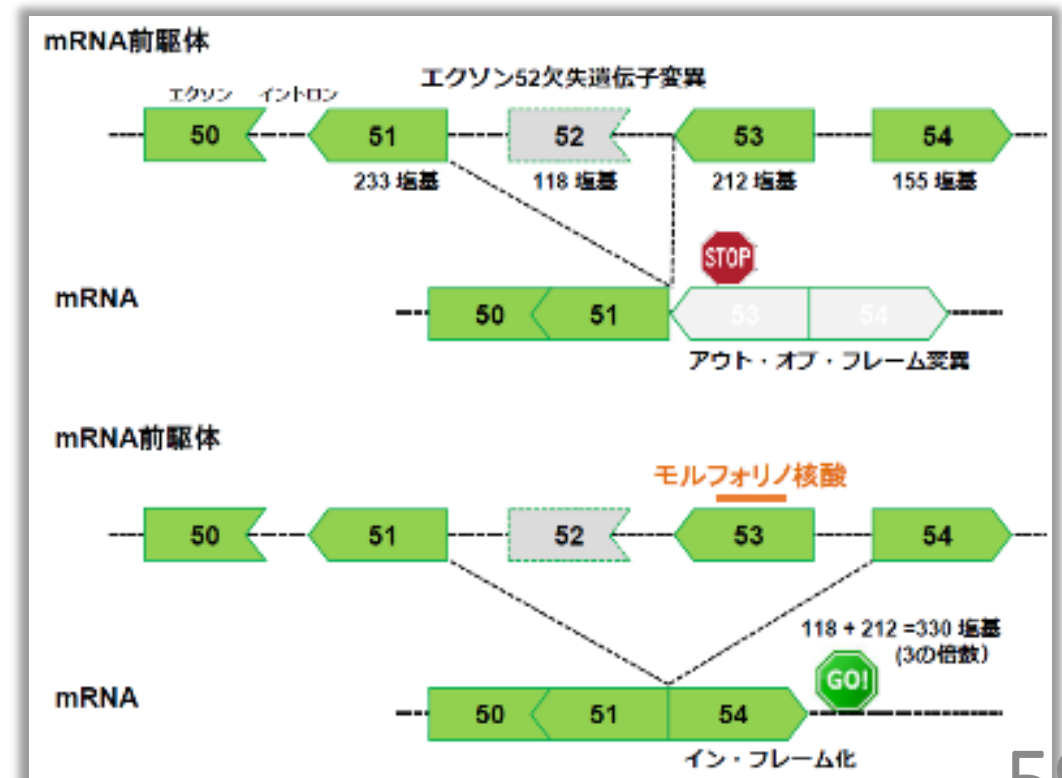 mRNA前駆体
エクソン52欠失遺伝子変異
エクソン イントロン
50 51 52 53 54
233 塩基 118 塩基 212 塩基 155 塩基
STOP
mRNA
50 51 53 54
アウト・オブ・フレーム変異
mRNA前駆体
モルフォリノ核酸
50 51 52 53 54
118 + 212 =330 塩基
(3の倍数)
GO!
mRNA
50 51 54
イン・フレーム化